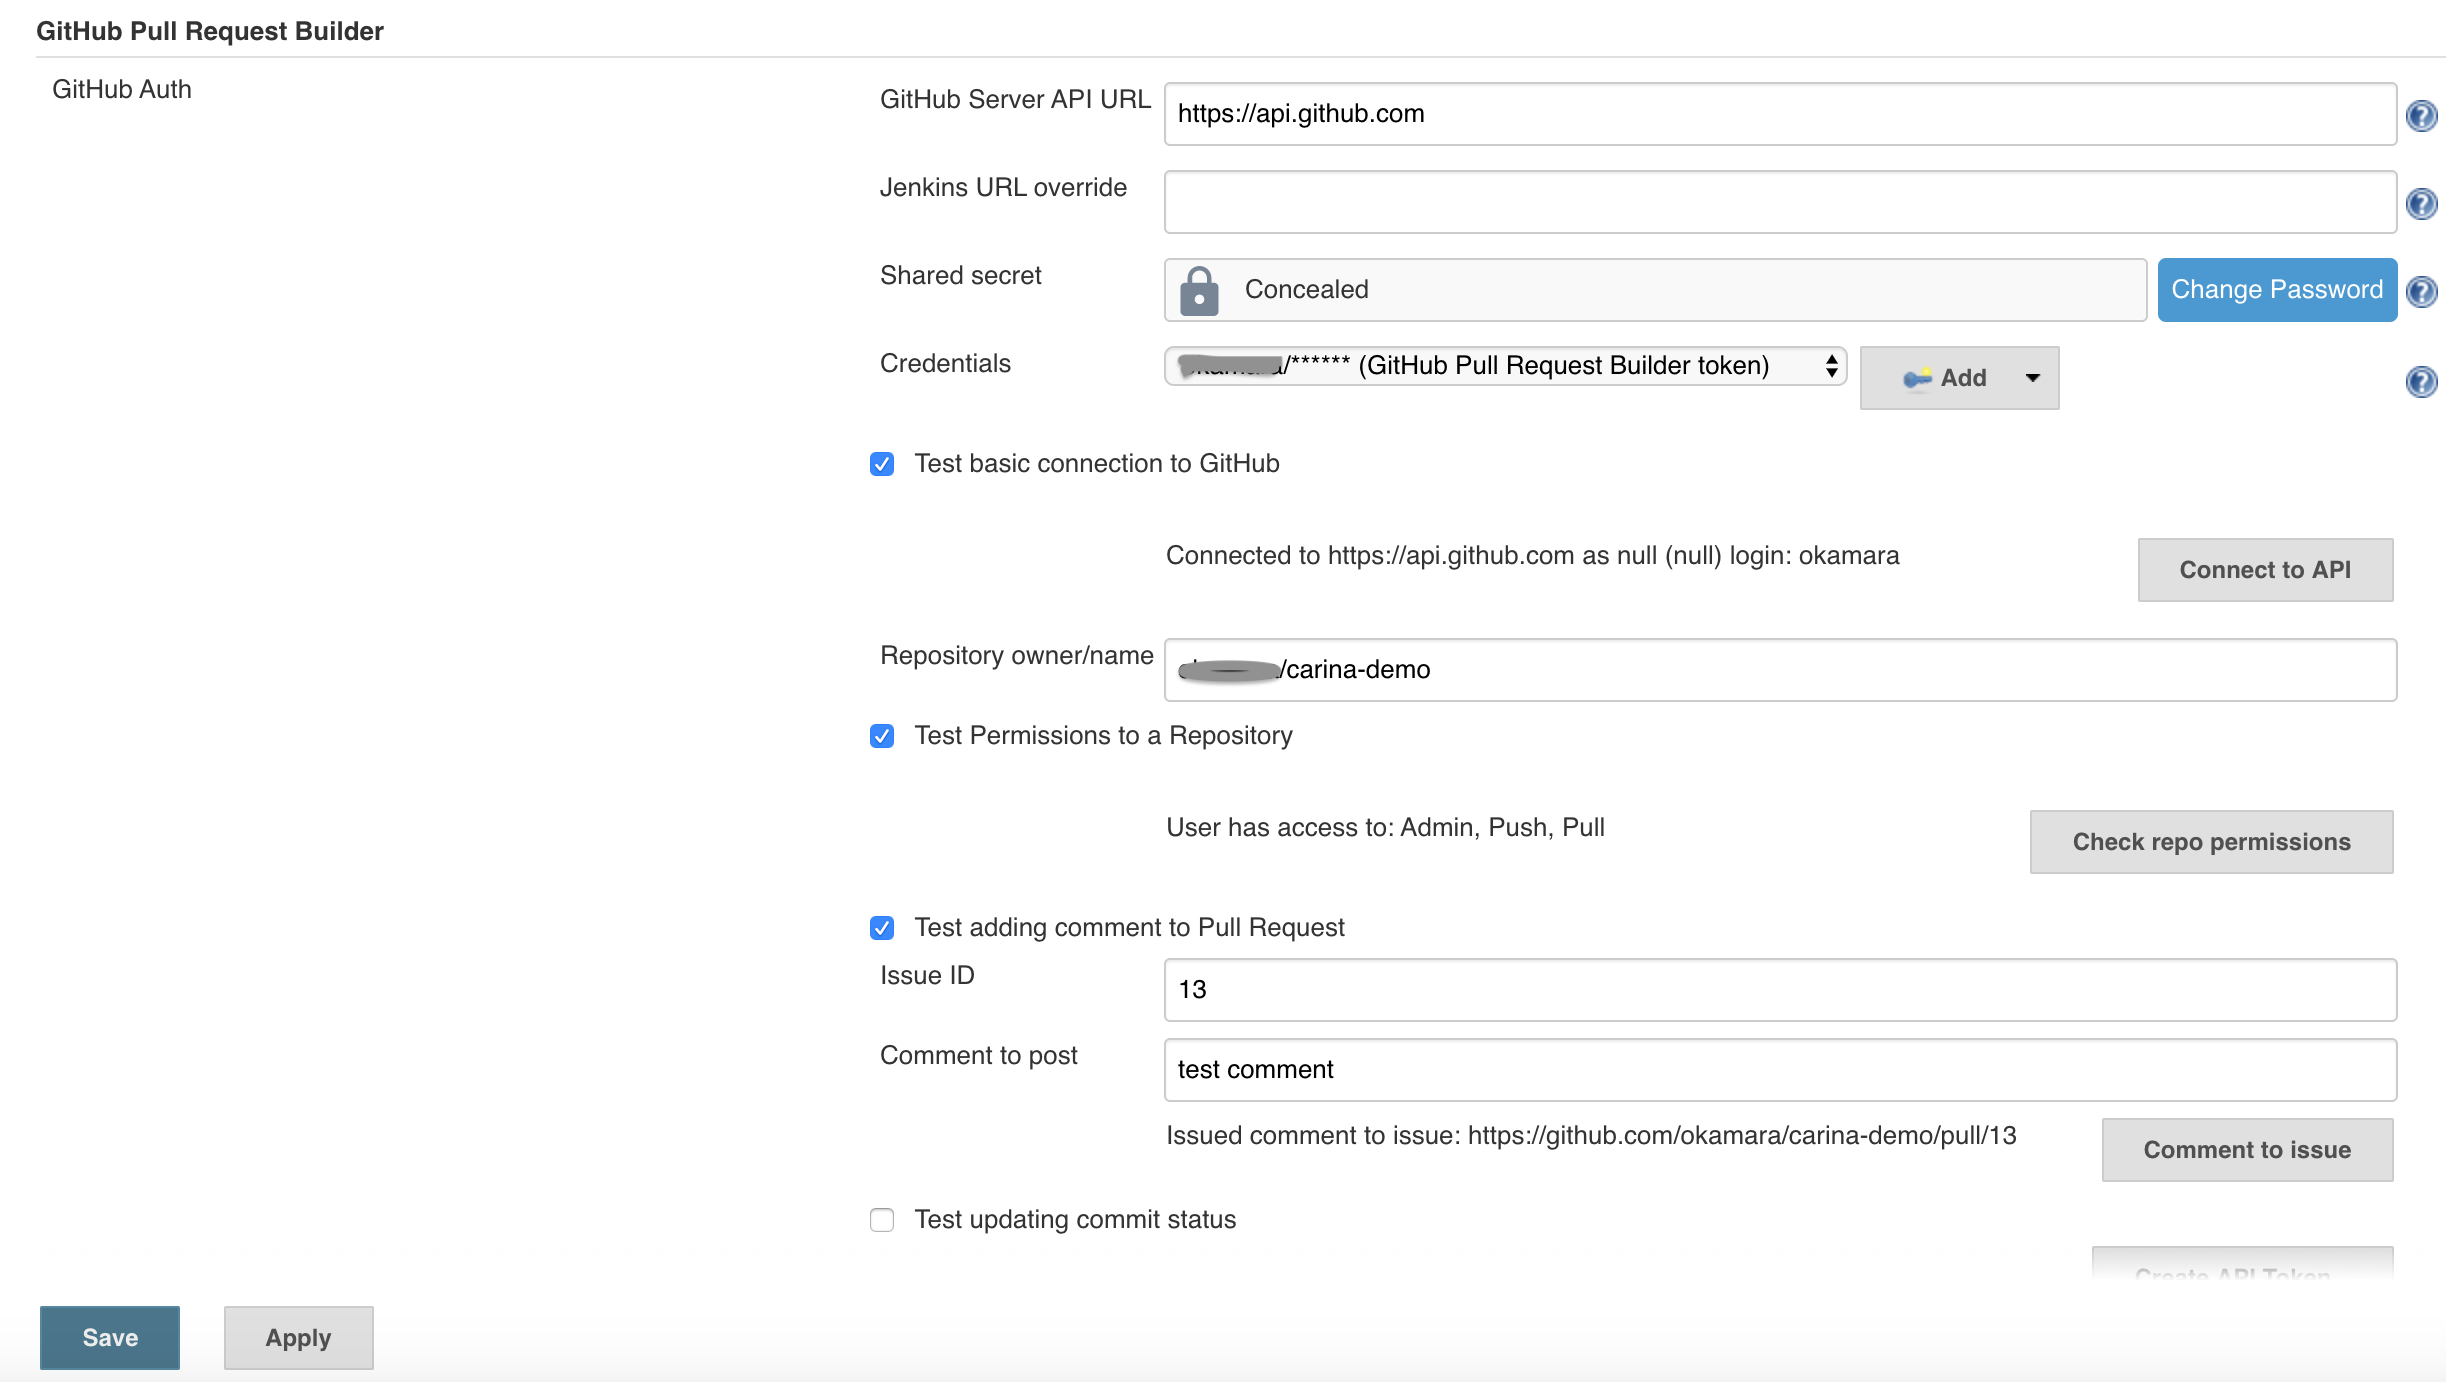 GitHub Pull Request Builder
GitHub Auth
GitHub Server API URL
https://api.github.com
Jenkins URL override
Shared secret
Concealed
Change Password
Credentials
/****** (GitHub Pull Request Builder token)
Add
Test basic connection to GitHub
Connected to https://api.github.com as null (null) login: okamara
Connect to API
Repository owner/name
/carina-demo
Test Permissions to a Repository
User has access to: Admin, Push, Pull
Check repo permissions
Test adding comment to Pull Request
Issue ID
13
Comment to post
test comment
Issued comment to issue: https://github.com/okamara/carina-demo/pull/13
Comment to issue
Test updating commit status
Create API Token
Save
Apply